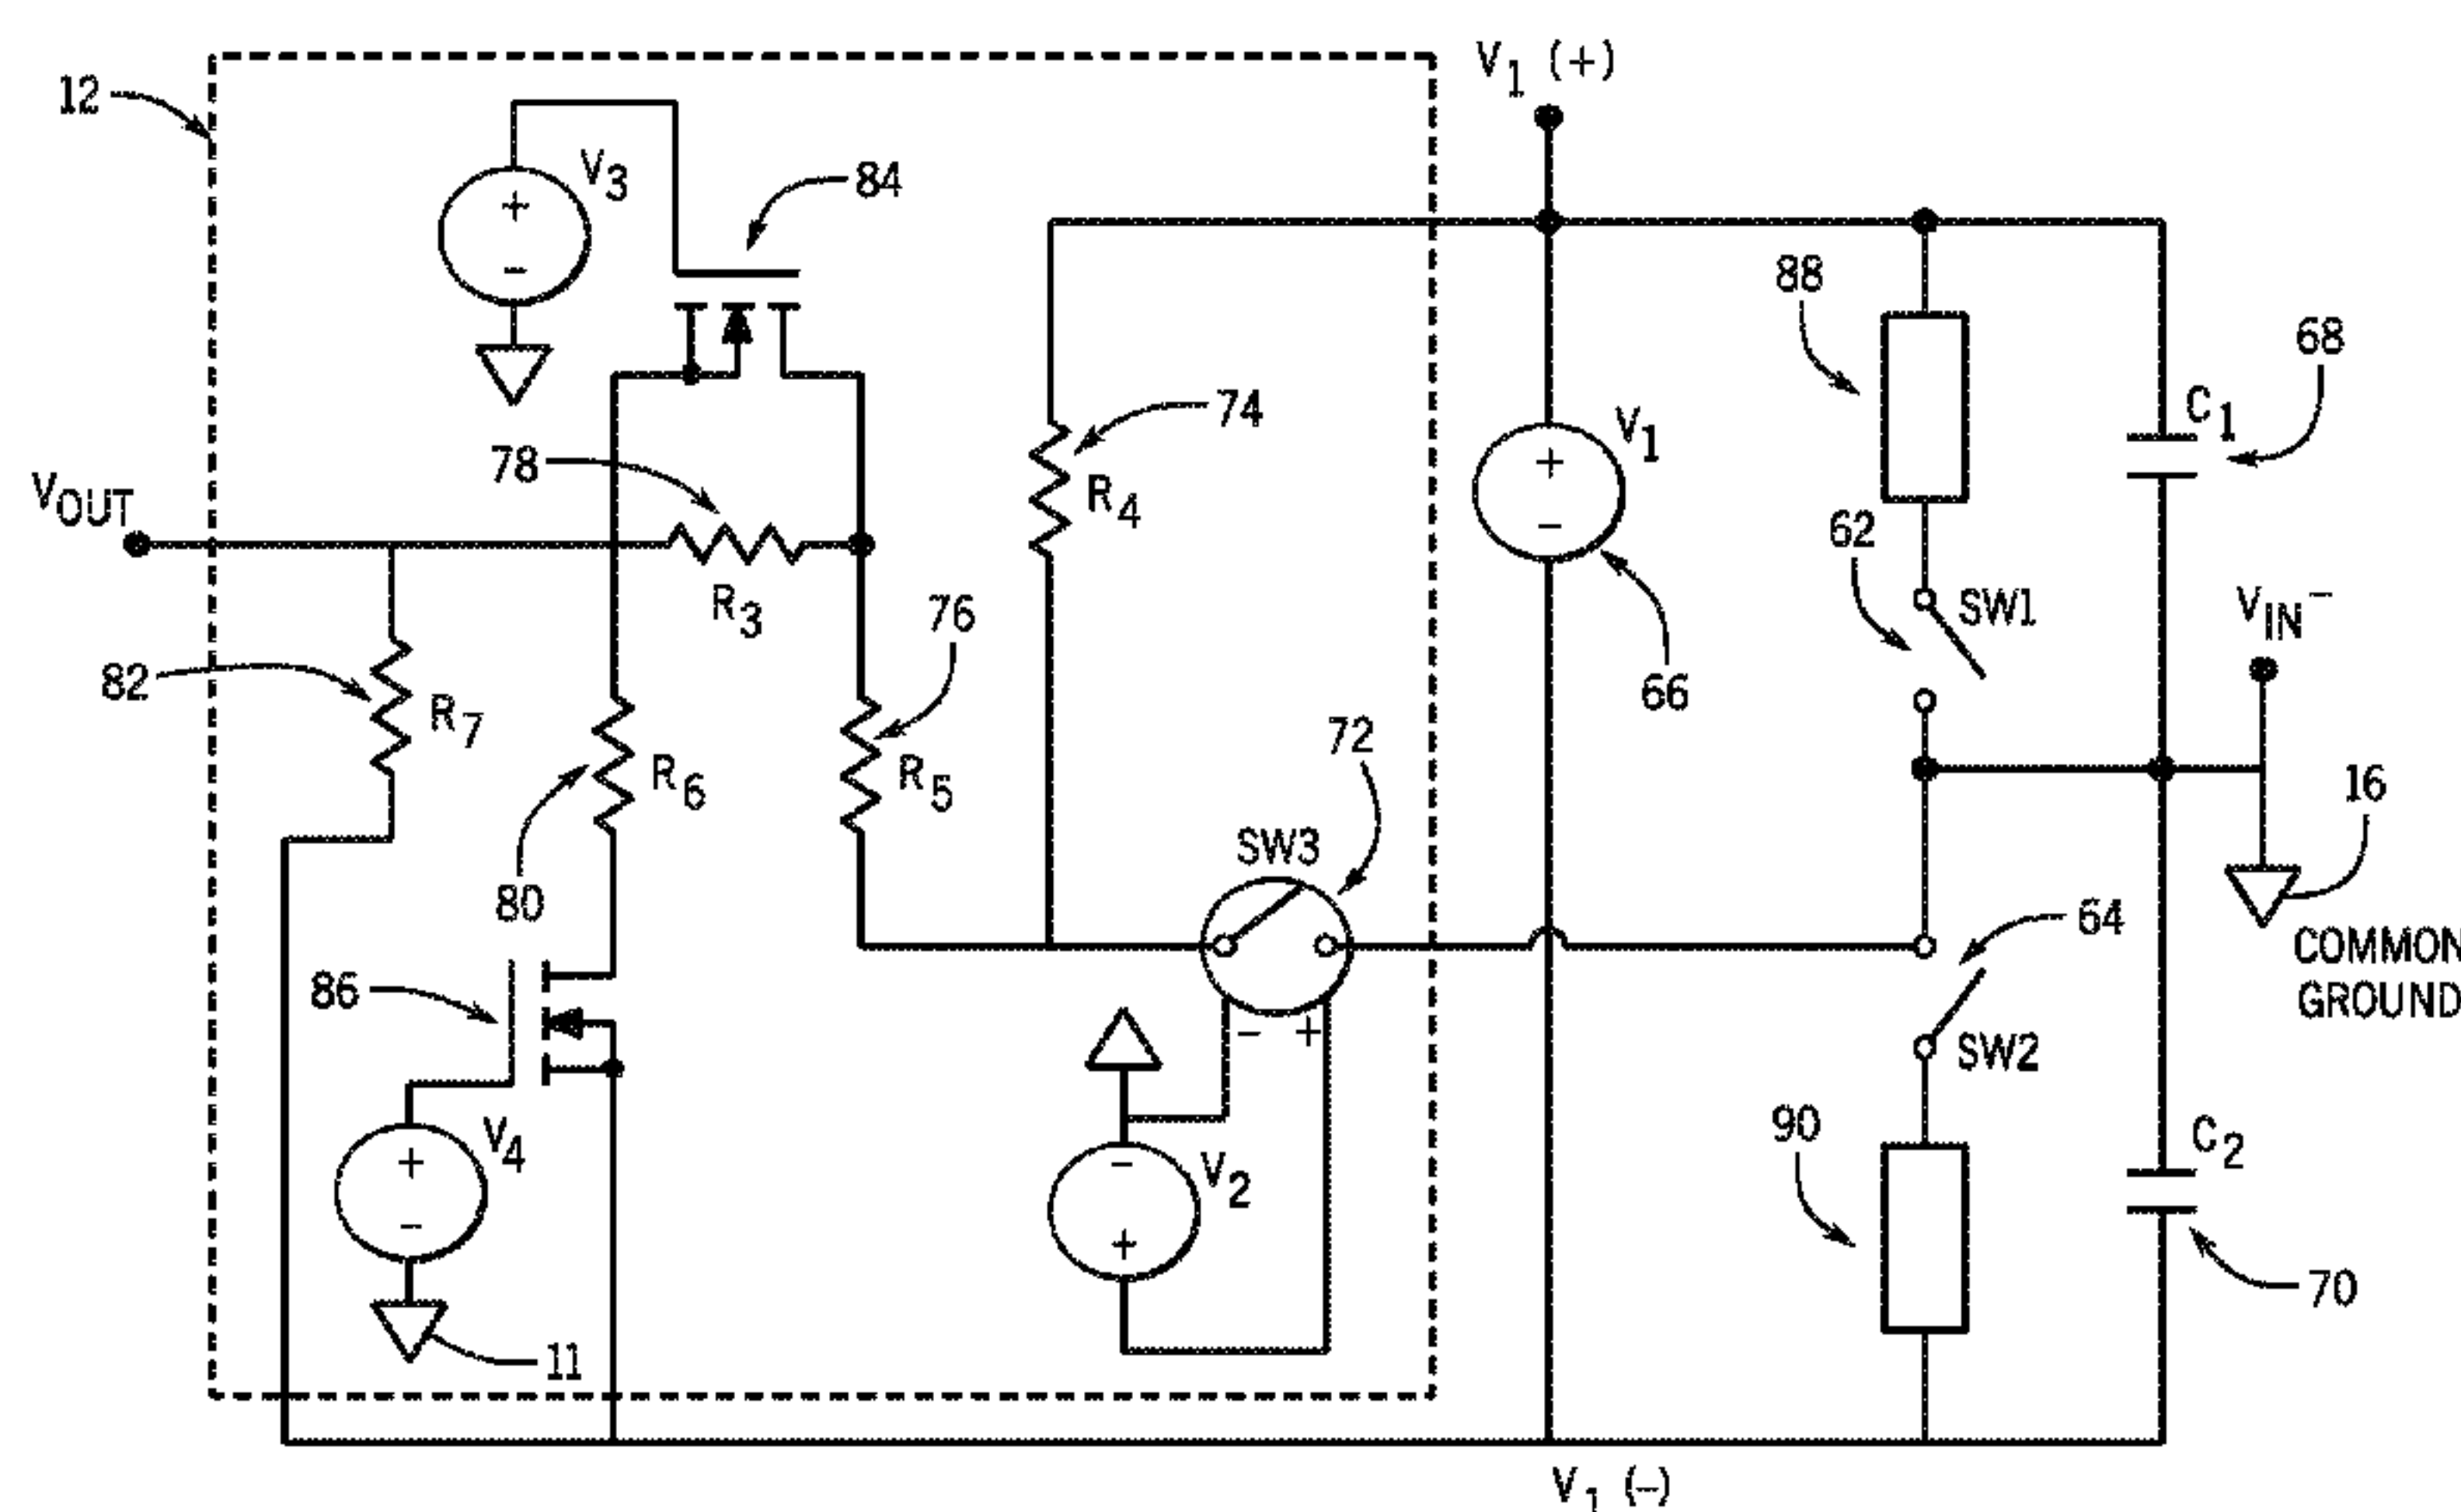 V1 (+)
12
V3
84
88
68
C1
74
78
V1
R4
VOUT
62
SW1
VIN-
R3
76
82
R7
66
72
R6
R5
16
SW3
80
64
COMMON
GROUND
86
- +
SW2
V4
V2
90
C2
70
11
V1 (-)
+
-
+
-
+
-
-
+